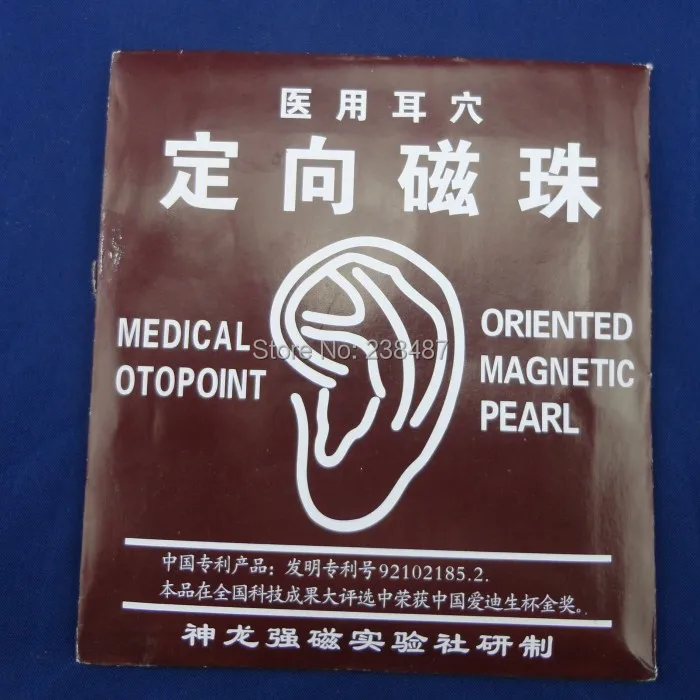 医用耳穴
定向磁珠
MEDICAL
OTOPOINT
ORIENTED
MAGNETIC
PEARL
Store No: 238487
中国专利产品：发明专利号92102185.2.
本品在全国科技成果大评选中荣获中国爱迪生杯金奖。
神龙强磁实验社研制